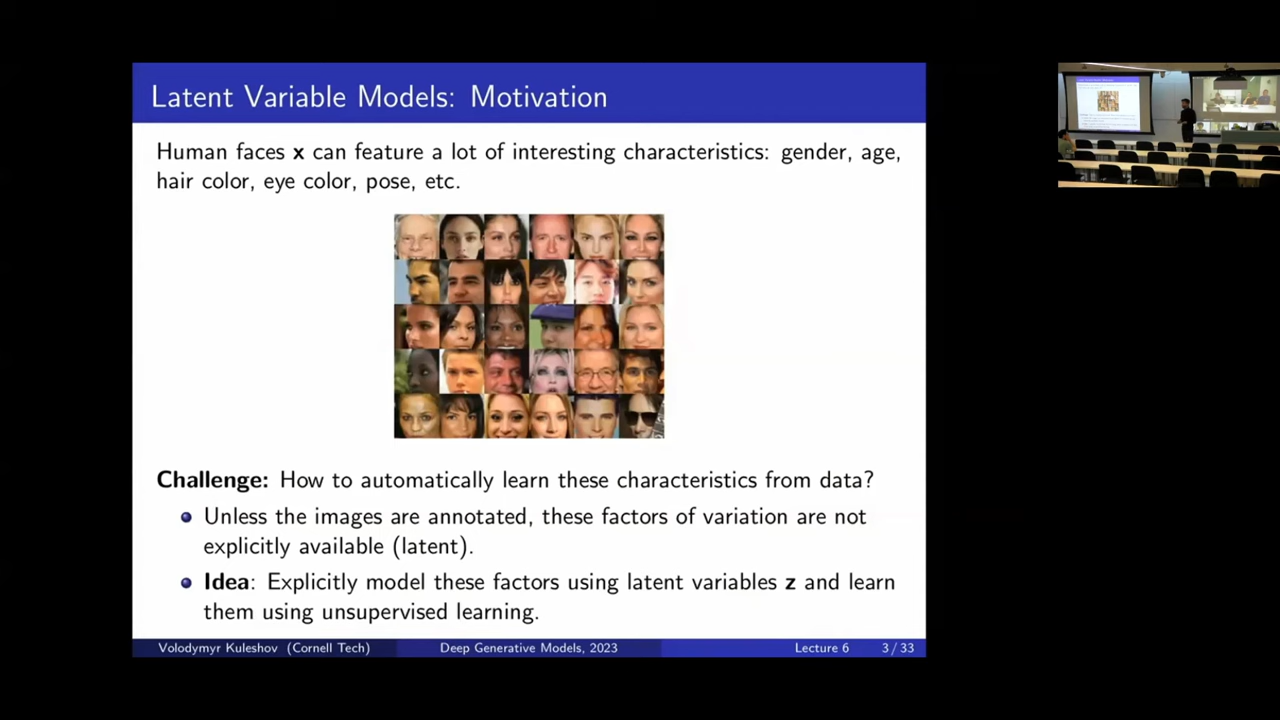 Latent Variable Models: Motivation
Human faces x can feature a lot of interesting characteristics: gender, age,
hair color, eye color, pose, etc.
Challenge: How to automatically learn these characteristics from data?
Unless the images are annotated, these factors of variation are not
explicitly available (latent).
Idea: Explicitly model these factors using latent variables z and learn
them using unsupervised learning.
Volodymyr Kuleshov (Cornell Tech) Deep Generative Models, 2023 Lecture 6 3 / 33